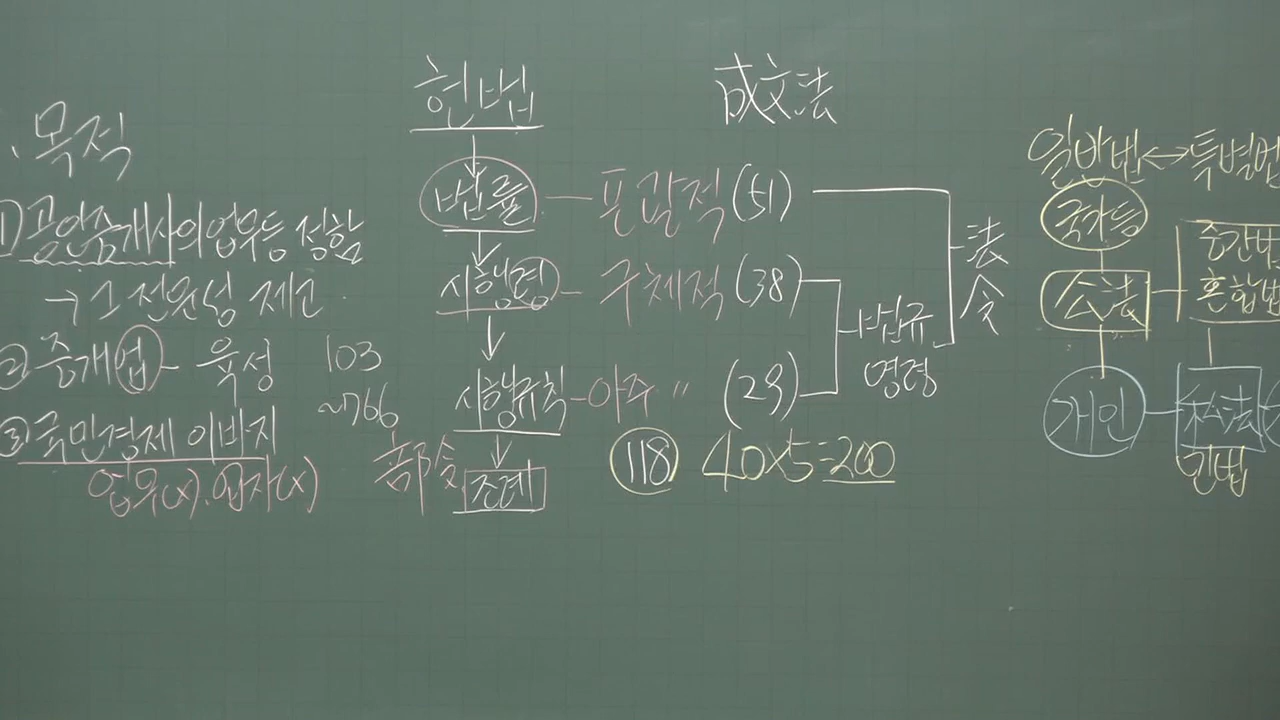 목적
① 공인중개사의 업무등 정함
→ 그 전문성 제고
② 중개업 - 육성
③ 국민경제 이바지
업무(x). 투자(x)
103
~766
헌법
成文法
법률 — 포괄적 (51)
시행령 - 구체적 (38)
시행규칙 - 아주 〃 (29)
部令 조례
118 40×5=200
법규
명령
法
令
일반법↔특별법
국가등
公法
중간법
혼합법
개인
私法
민법